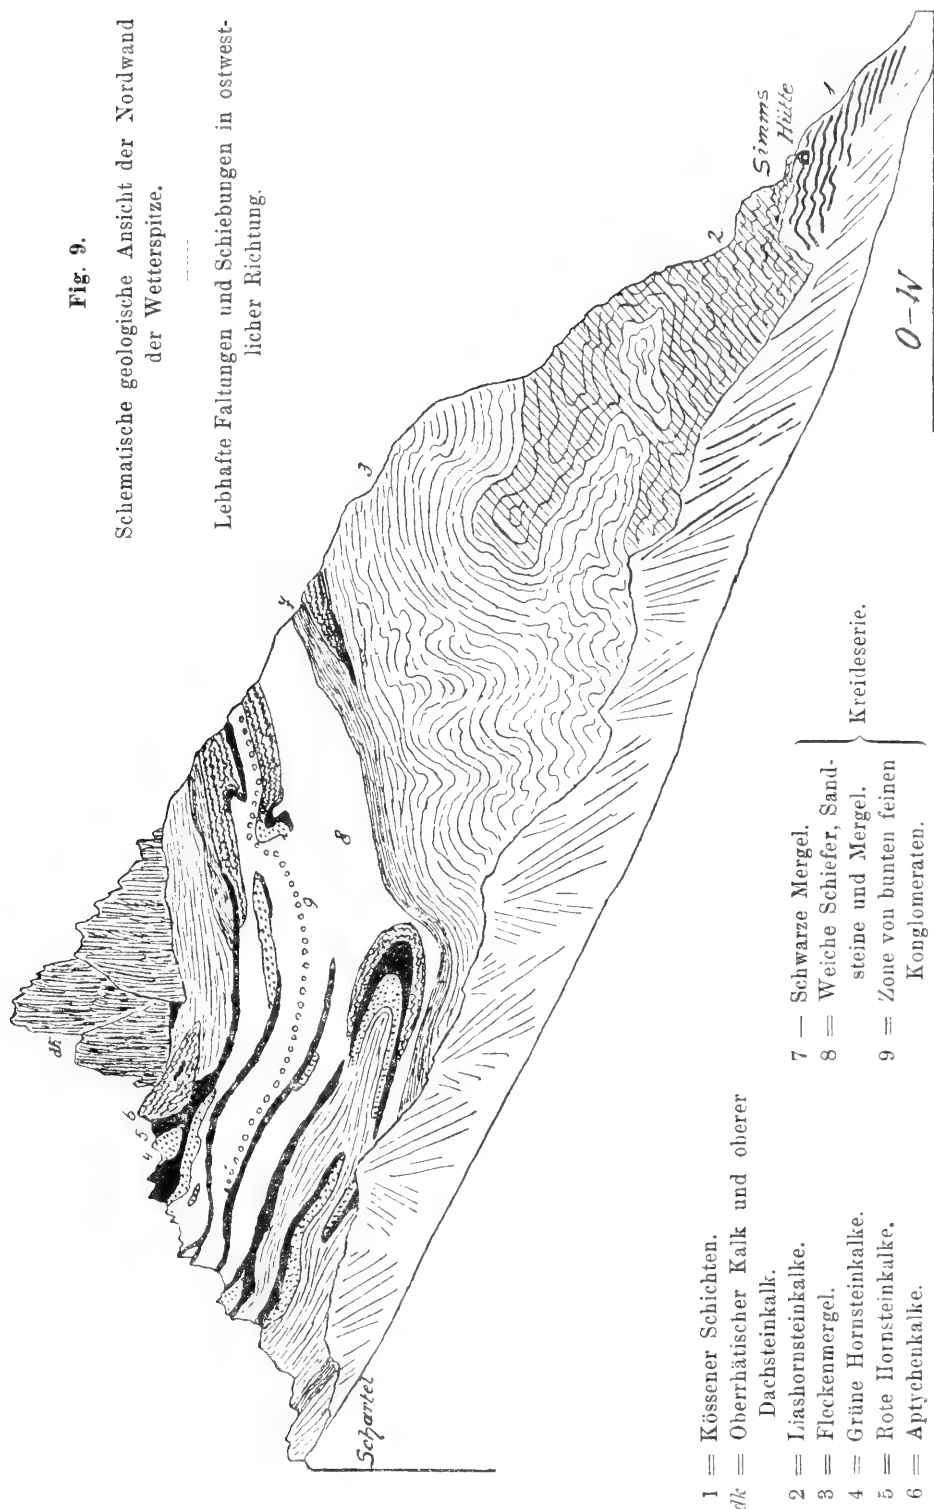 Fig. 9.
Schematische geologische Ansicht der Nordwand
der Wetterspitze.
Lebhafte Faltungen und Schiebungen in ostwest-
licher Richtung.
dk
6
5
4
7
3
2
Simms
Hütte
1
8
9
Schartel
O-W
1 = Kössener Schichten.
dk = Oberrhätischer Kalk und oberer
Dachsteinkalk.
2 = Liashornsteinkalke.
3 = Fleckenmergel.
4 = Grüne Hornsteinkalke.
5 = Rote Hornsteinkalke.
6 = Aptychenkalke.
7 — Schwarze Mergel.
8 = Weiche Schiefer, Sand-
steine und Mergel.
9 = Zone von bunten feinen
Konglomeraten.
Kreideserie.